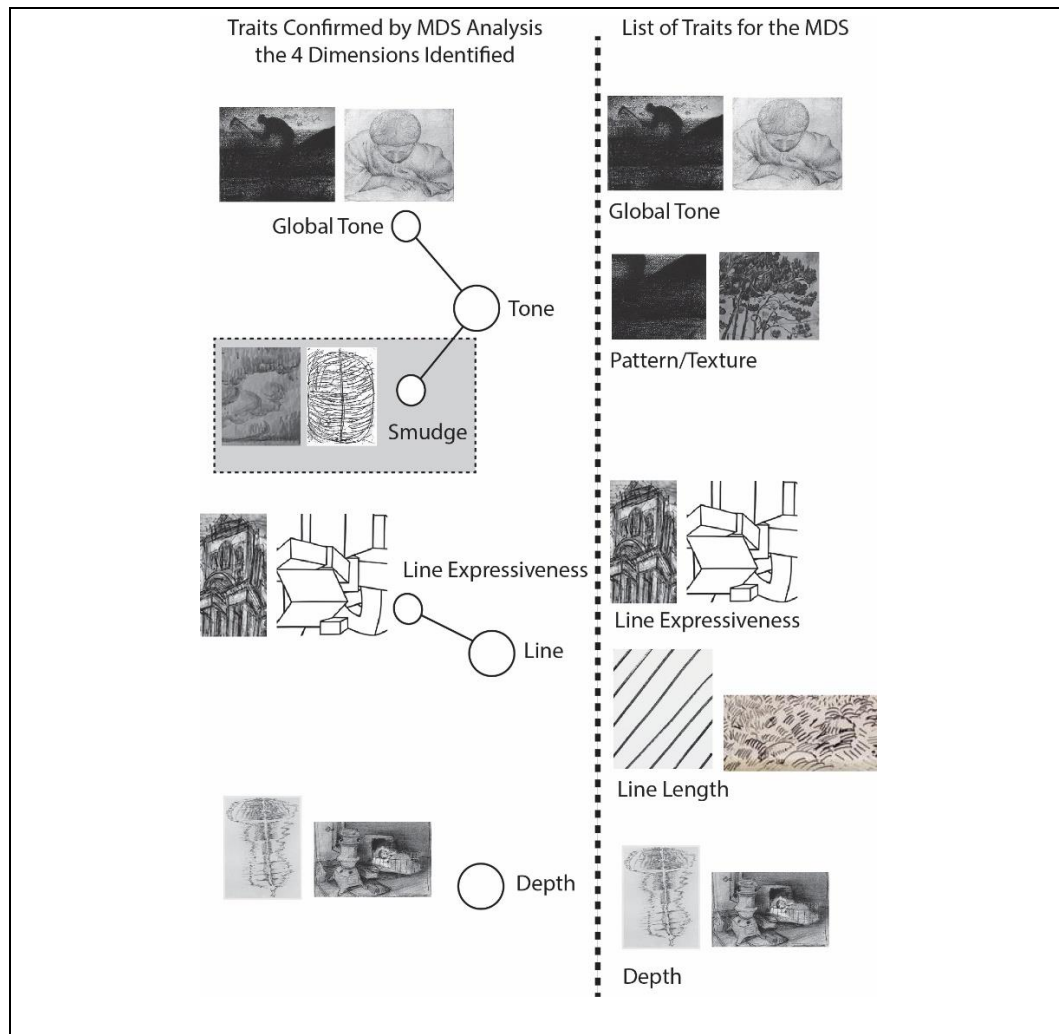 Traits Confirmed by MDS Analysis
the 4 Dimensions Identified
Global Tone
Tone
Smudge
Line Expressiveness
Line
Depth
List of Traits for the MDS
Global Tone
Pattern/Texture
Line Expressiveness
Line Length
Depth